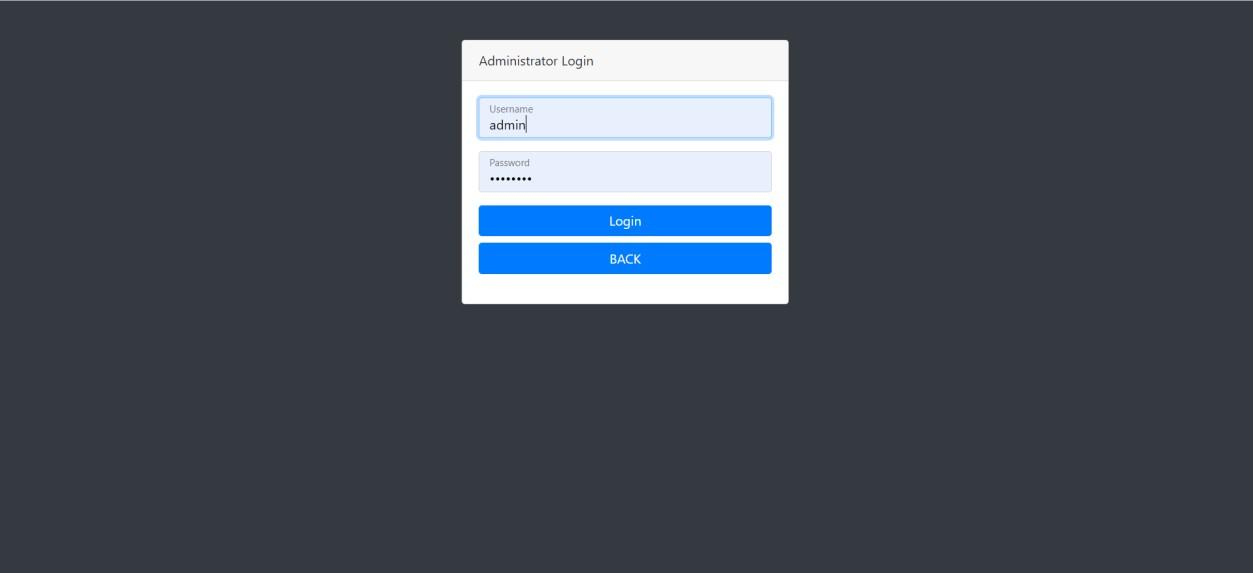 Administrator Login
Username
admin
Password
••••••••
Login
BACK